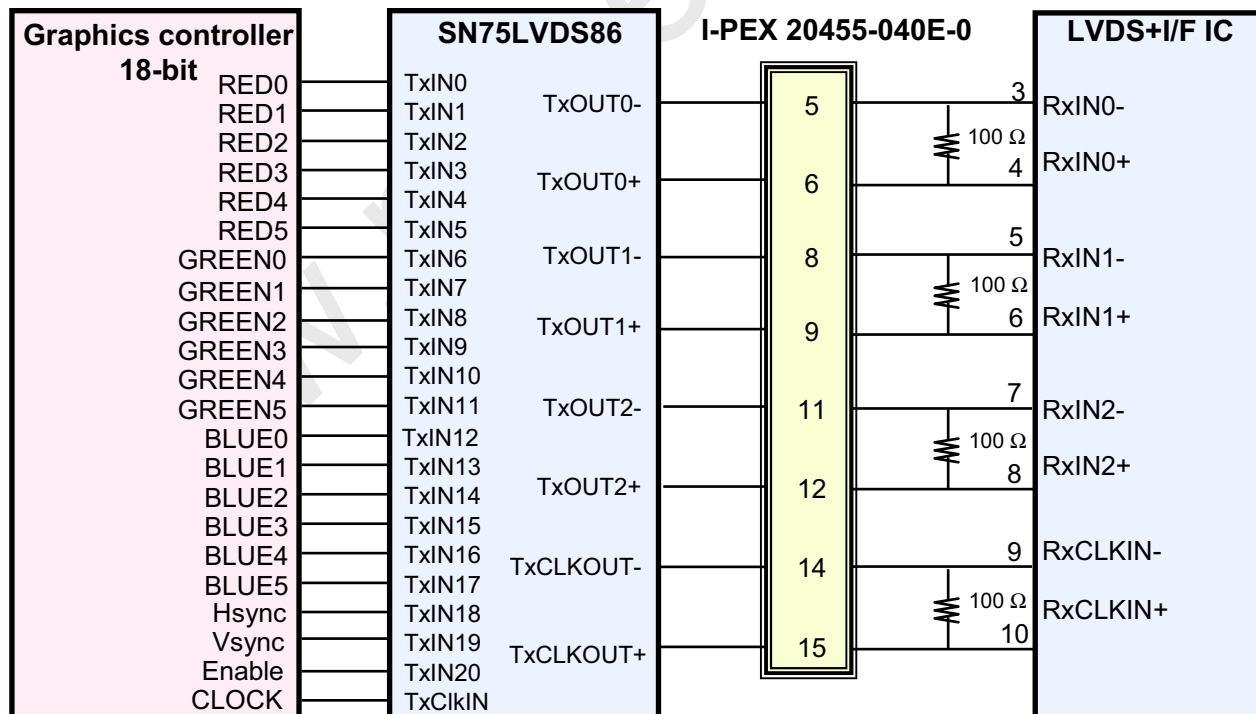 Graphics controller
18-bit
RED0
RED1
RED2
RED3
RED4
RED5
GREEN0
GREEN1
GREEN2
GREEN3
GREEN4
GREEN5
BLUE0
BLUE1
BLUE2
BLUE3
BLUE4
BLUE5
Hsync
Vsync
Enable
CLOCK
SN75LVDS86
TxIN0
TxIN1
TxIN2
TxIN3
TxIN4
TxIN5
TxIN6
TxIN7
TxIN8
TxIN9
TxIN10
TxIN11
TxIN12
TxIN13
TxIN14
TxIN15
TxIN16
TxIN17
TxIN18
TxIN19
TxIN20
TxClkIN
TxOUT0-
TxOUT0+
TxOUT1-
TxOUT1+
TxOUT2-
TxOUT2+
TxCLKOUT-
TxCLKOUT+
I-PEX 20455-040E-0
5
6
8
9
11
12
14
15
3
100 Ω
4
5
100 Ω
6
7
100 Ω
8
9
100 Ω
10
LVDS+I/F IC
RxIN0-
RxIN0+
RxIN1-
RxIN1+
RxIN2-
RxIN2+
RxCLKIN-
RxCLKIN+